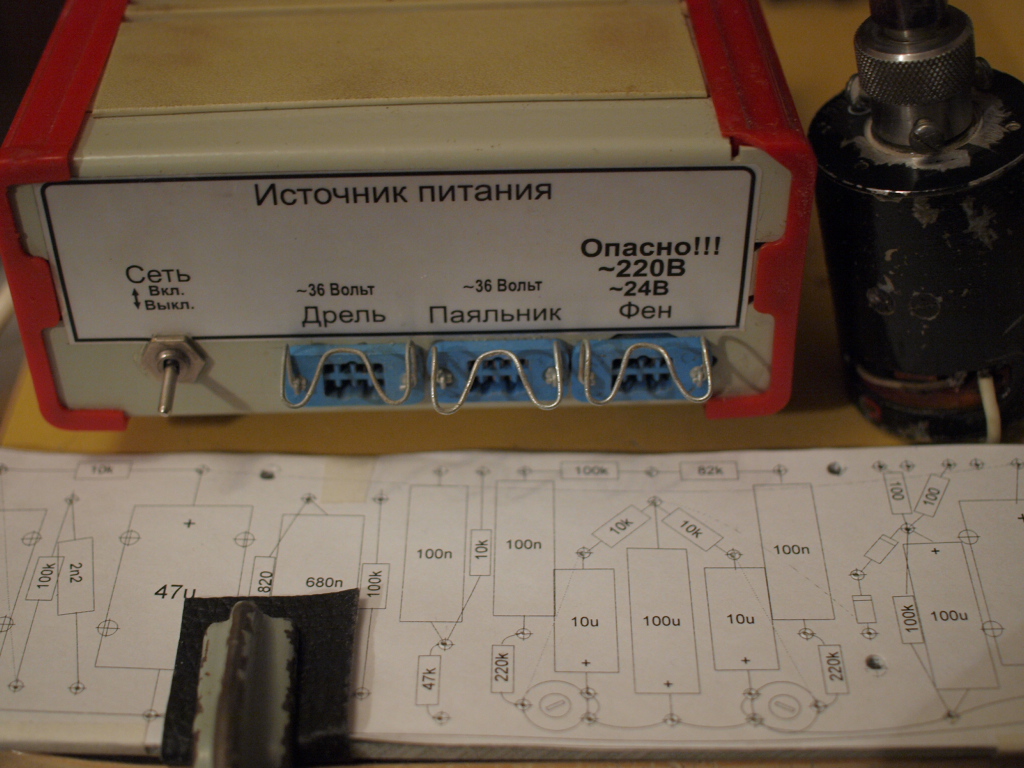 Источник питания
Опасно!!!
~220В
~24В
Фен
Сеть
Вкл.
Выкл.
~36 Вольт
Дрель
~36 Вольт
Паяльник
10k
100k
82k
100
100
10k
10k
100n
10k
100n
100n
100k
2n2
47u
820
680n
100k
10u
100u
10u
100k
100u
47k
220k
220k
+
+
+
+
+